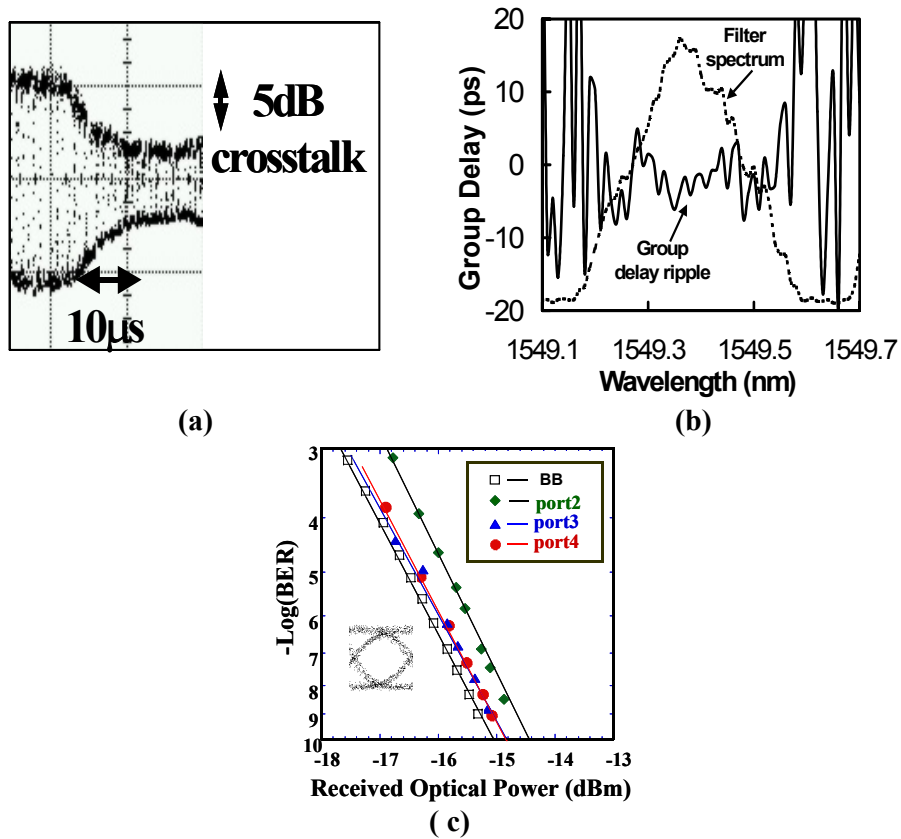 5dB
crosstalk
10µs
(a)
20
10
0
-10
-20
Group Delay (ps)
Filter
spectrum
Group
delay ripple
1549.1 1549.3 1549.5 1549.7
Wavelength (nm)
(b)
3
4
5
6
7
8
9
10
-Log(BER)
BB
port2
port3
port4
-18 -17 -16 -15 -14 -13
Received Optical Power (dBm)
( c)